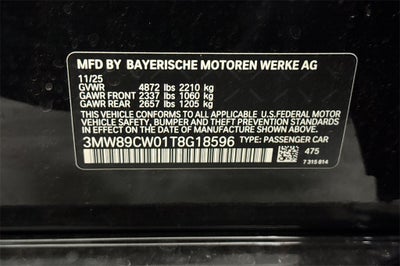 MFD BY BAYERISCHE MOTOREN WERKE AG
11/25
GVWR 4872 lbs 2210 kg
GAWR FRONT 2337 lbs 1060 kg
GAWR REAR 2657 lbs 1205 kg
THIS VEHICLE CONFORMS TO ALL APPLICABLE U.S.FEDERAL MOTOR
VEHICLE SAFETY, BUMPER, AND THEFT PREVENTION STANDARDS IN
EFFECT ON THE DATE OF MANUFACTURE SHOWN ABOVE.
3MW89CW01T8G18596 TYPE: PASSENGER CAR
475
7 315 814